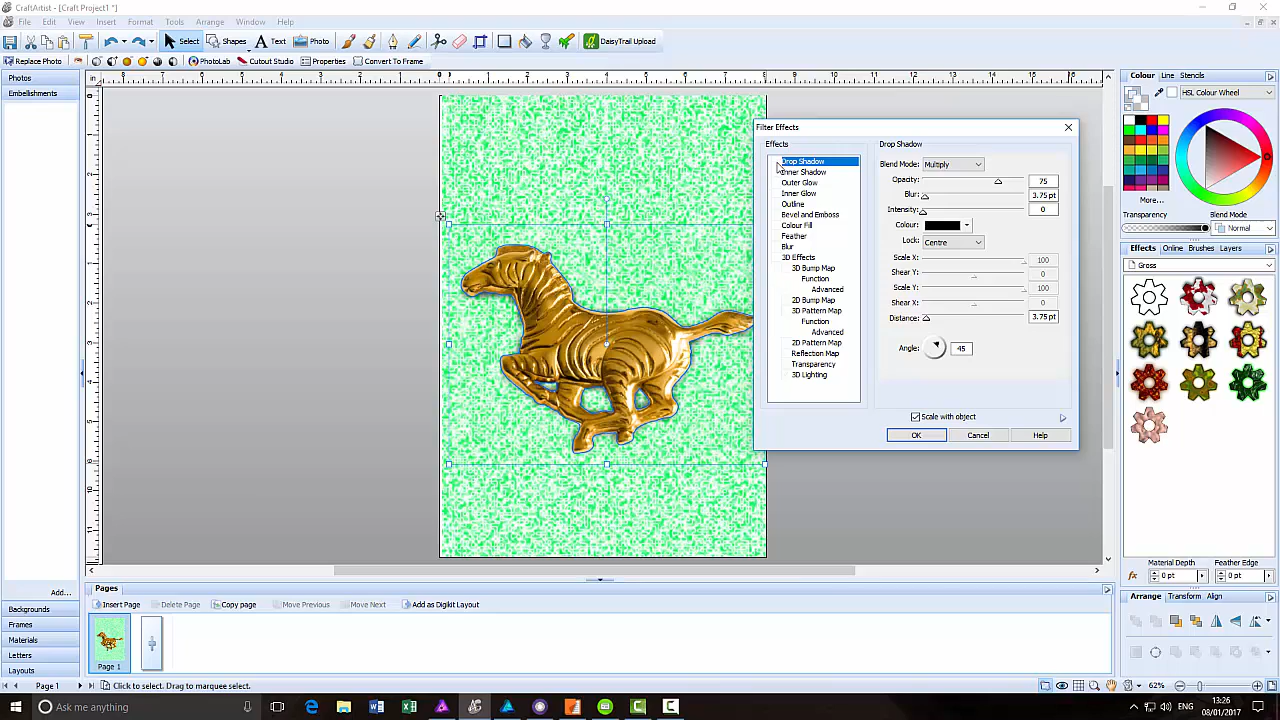 CraftArtist - [Craft Project1 *]
File Edit View Insert Format Tools Arrange Window Help
Select Shapes Text Photo DaisyTrail Upload
Replace Photo PhotoLab Cutout Studio Properties Convert To Frame
Photos
Embellishments
Add...
Backgrounds
Frames
Materials
Letters
Layouts
Filter Effects
Effects
Drop Shadow
Inner Shadow
Outer Glow
Inner Glow
Outline
Bevel and Emboss
Colour Fill
Feather
Blur
3D Effects
3D Bump Map
Function
Advanced
2D Bump Map
3D Pattern Map
Function
Advanced
2D Pattern Map
Reflection Map
Transparency
3D Lighting
Drop Shadow
Blend Mode: Multiply
Opacity: 75
Blur: 3.75 pt
Intensity: 0
Colour:
Lock: Centre
Scale X: 100
Shear Y: 0
Scale Y: 100
Shear X: 0
Distance: 3.75 pt
Angle: 45
Scale with object
OK Cancel Help
Colour Line Stencils
HSL Colour Wheel
More...
Transparency Blend Mode:
Normal
Effects Online Brushes Layers
Gross
Material Depth Feather Edge
fx 0 pt 0 pt
Arrange Transform Align
Pages
Insert Page Delete Page Copy page Move Previous Move Next Add as Digikit Layout
Page 1
Page 1 Click to select. Drag to marquee select. 62%
Ask me anything
ENG 13:26
08/01/2017